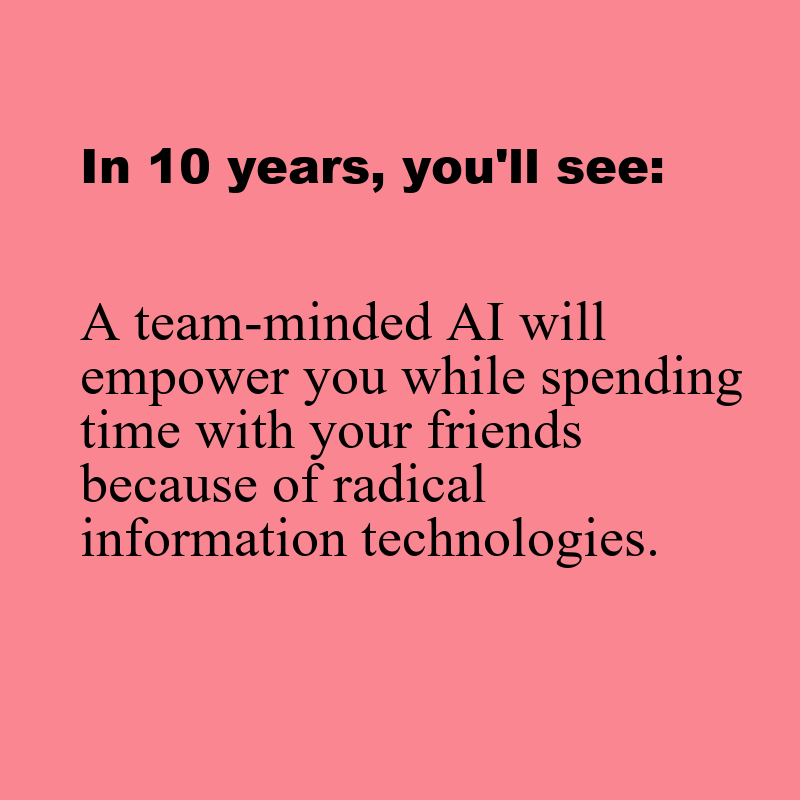 In 10 years, you'll see:
A team-minded AI will
empower you while spending
time with your friends
because of radical
information technologies.